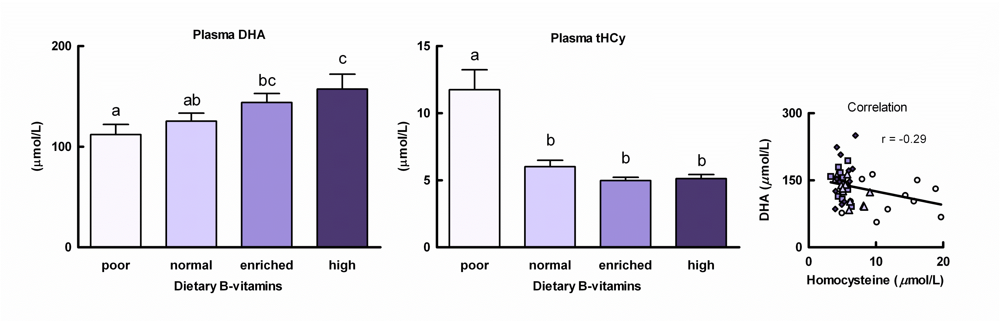 Plasma DHA
200
100
0
(μmol/L)
a
ab
bc
c
poor normal enriched high
Dietary B-vitamins
Plasma tHCy
15
10
5
0
(μmol/L)
a
b
b
b
poor normal enriched high
Dietary B-vitamins
Correlation
r = -0.29
300
150
0
DHA (μmol/L)
0 10 20
Homocysteine (μmol/L)